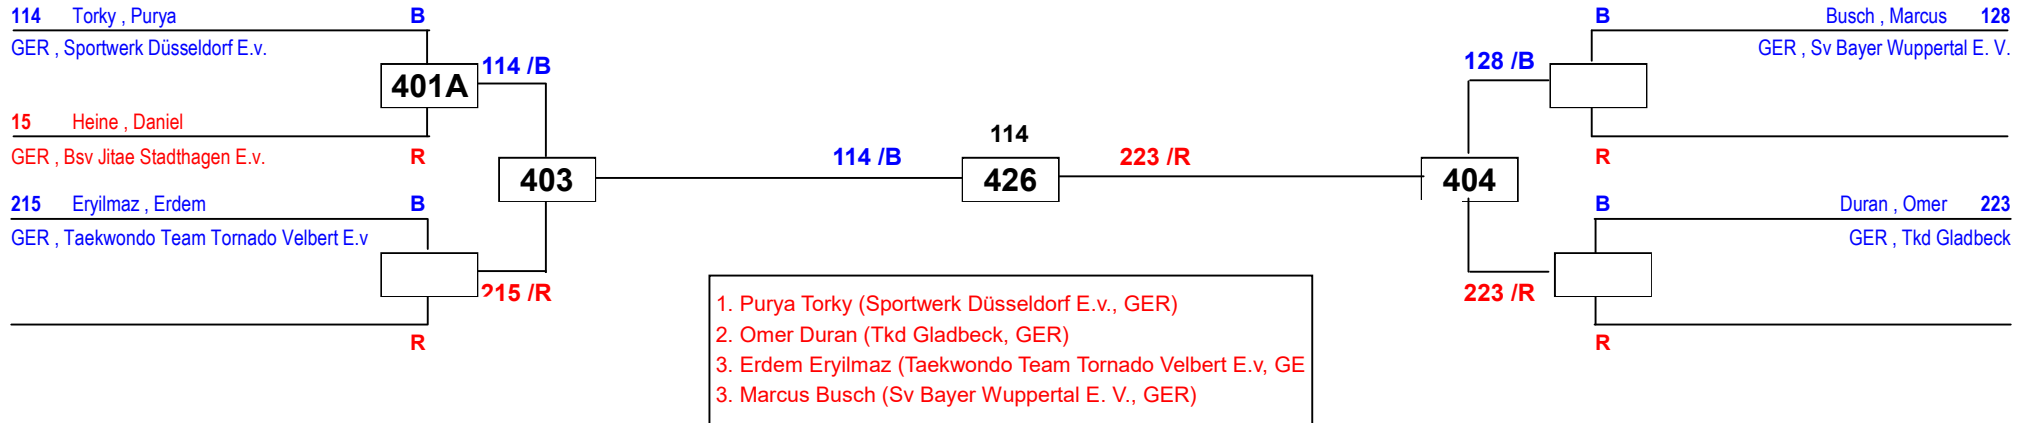 114 Torky , Purya B
GER , Sportwerk Düsseldorf E.v.
401A
114 /B
15 Heine , Daniel
GER , Bsv Jitae Stadthagen E.v. R
403
215 Eryilmaz , Erdem B
GER , Taekwondo Team Tornado Velbert E.v
215 /R
R
114 /B
114
426
223 /R
B Busch , Marcus 128
GER , Sv Bayer Wuppertal E. V.
128 /B
R
404
B Duran , Omer 223
GER , Tkd Gladbeck
223 /R
R
1. Purya Torky (Sportwerk Düsseldorf E.v., GER)
2. Omer Duran (Tkd Gladbeck, GER)
3. Erdem Eryilmaz (Taekwondo Team Tornado Velbert E.v, GE
3. Marcus Busch (Sv Bayer Wuppertal E. V., GER)